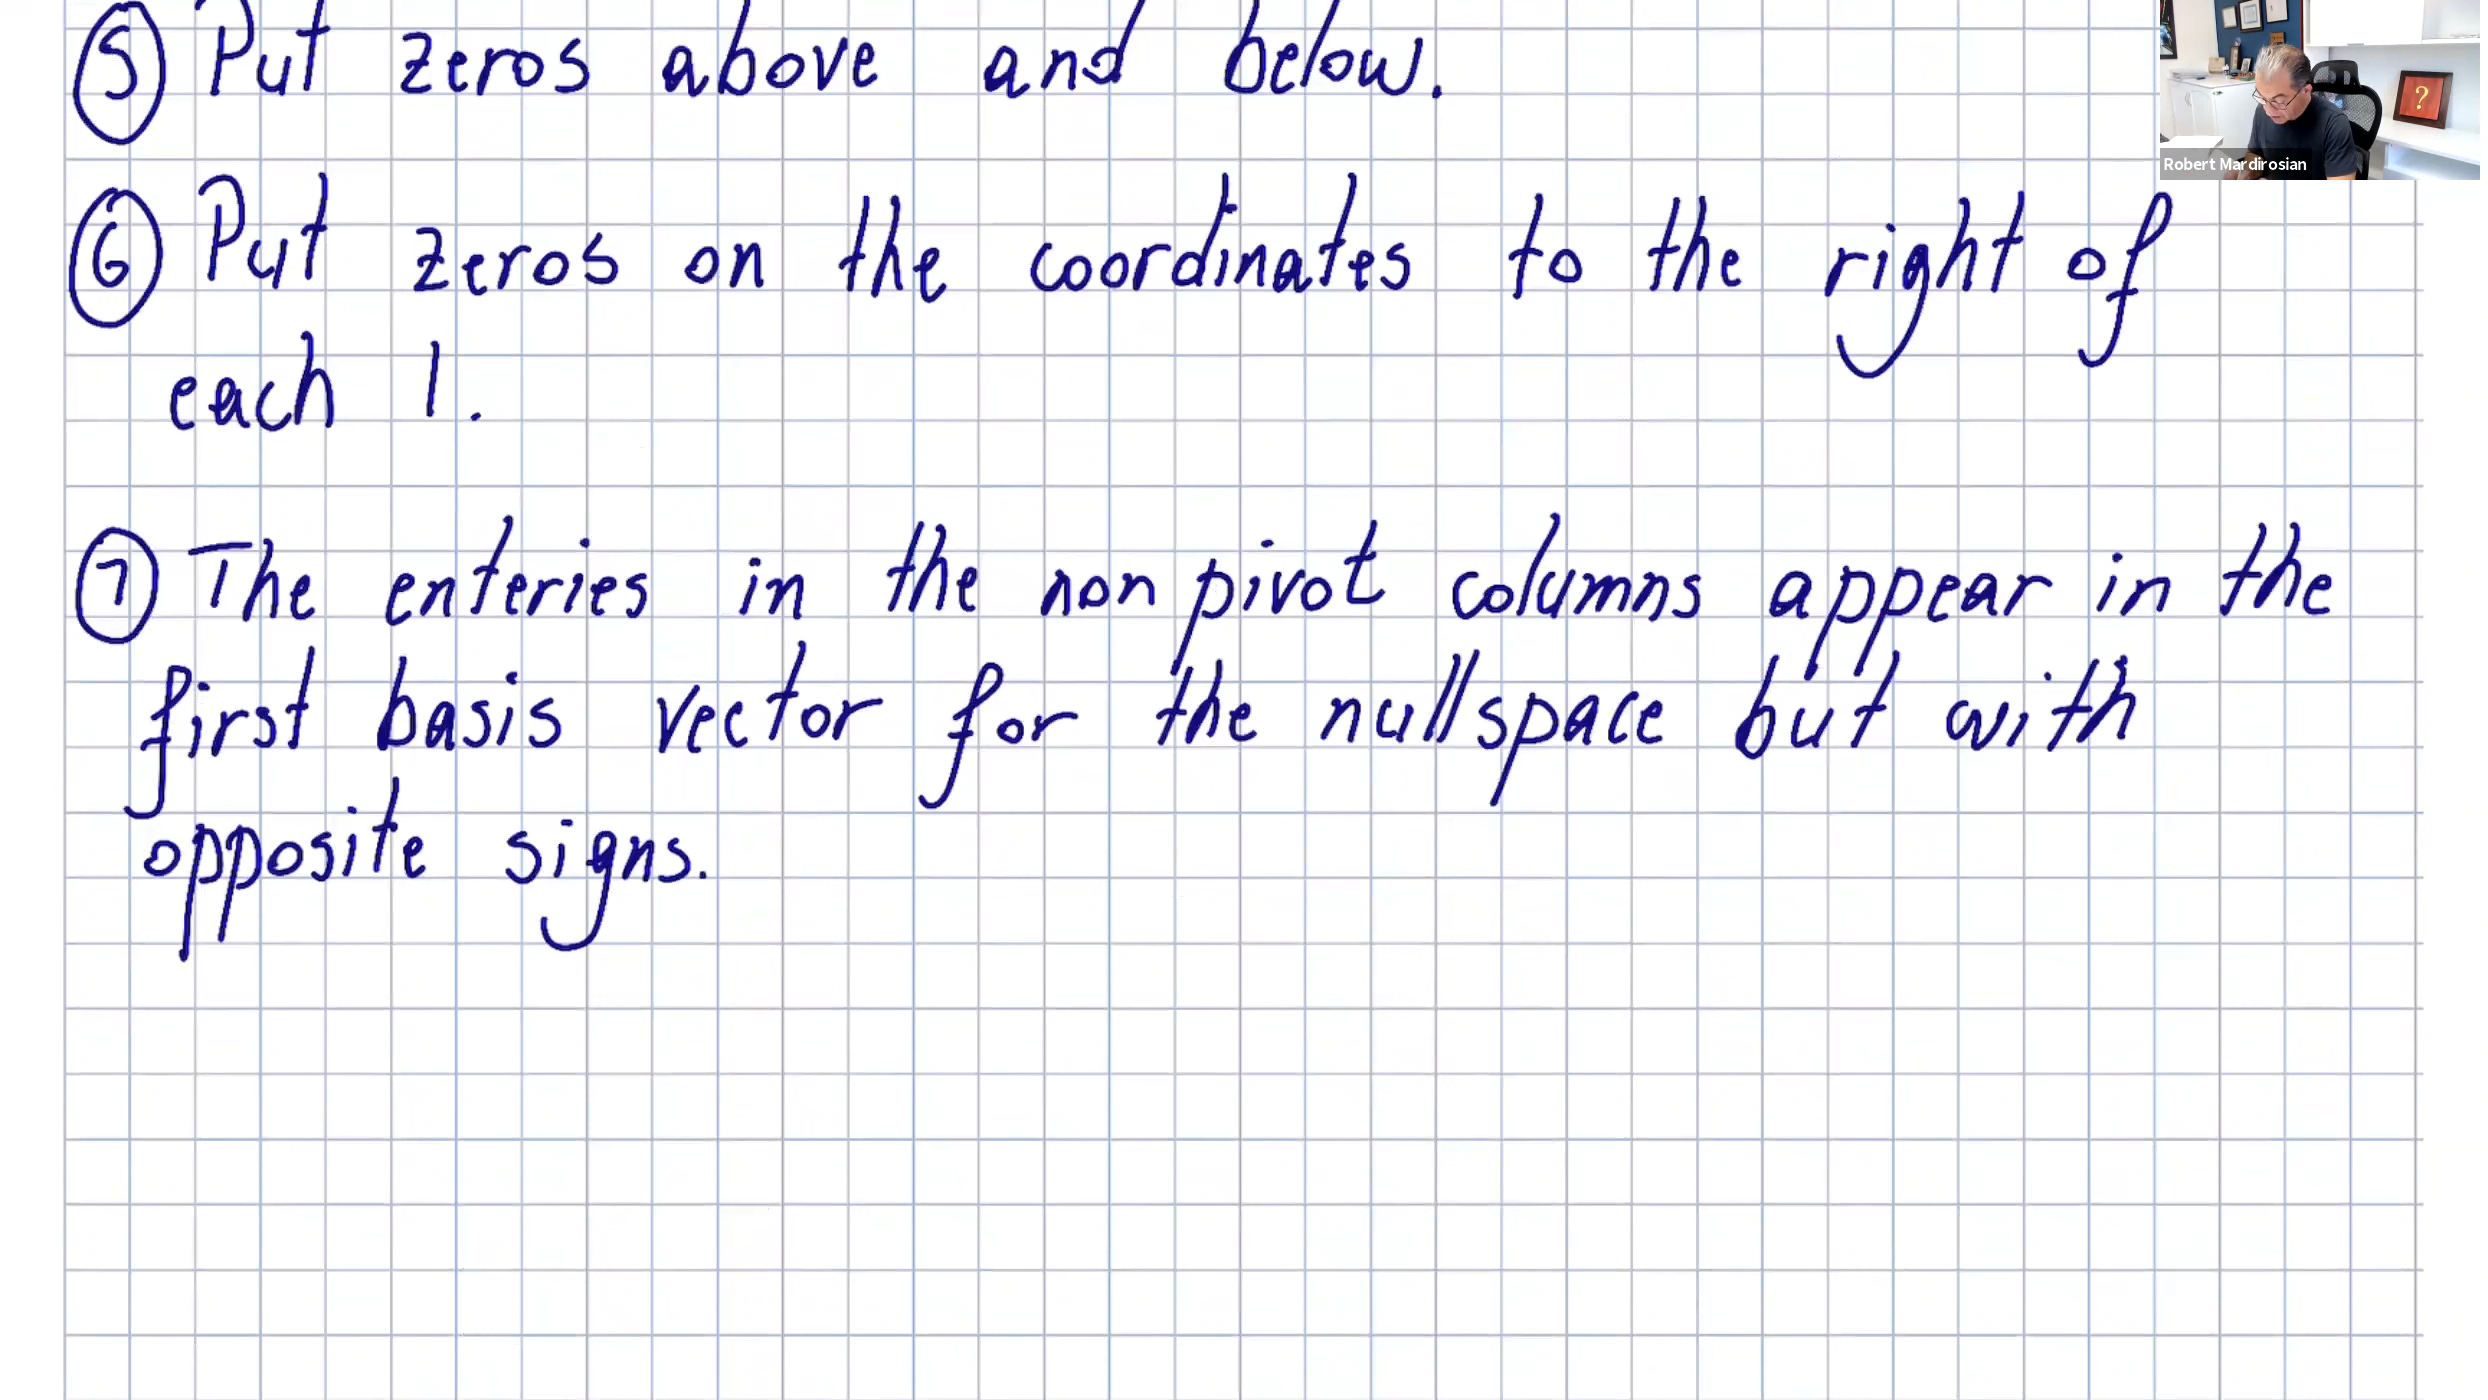 ⑤ Put zeros above and below.
Robert Mardirosian
⑥ Put zeros on the coordinates to the right of
each 1.
⑦ The enteries in the non pivot columns appear in the
first basis vector for the nullspace but with
opposite signs.
?